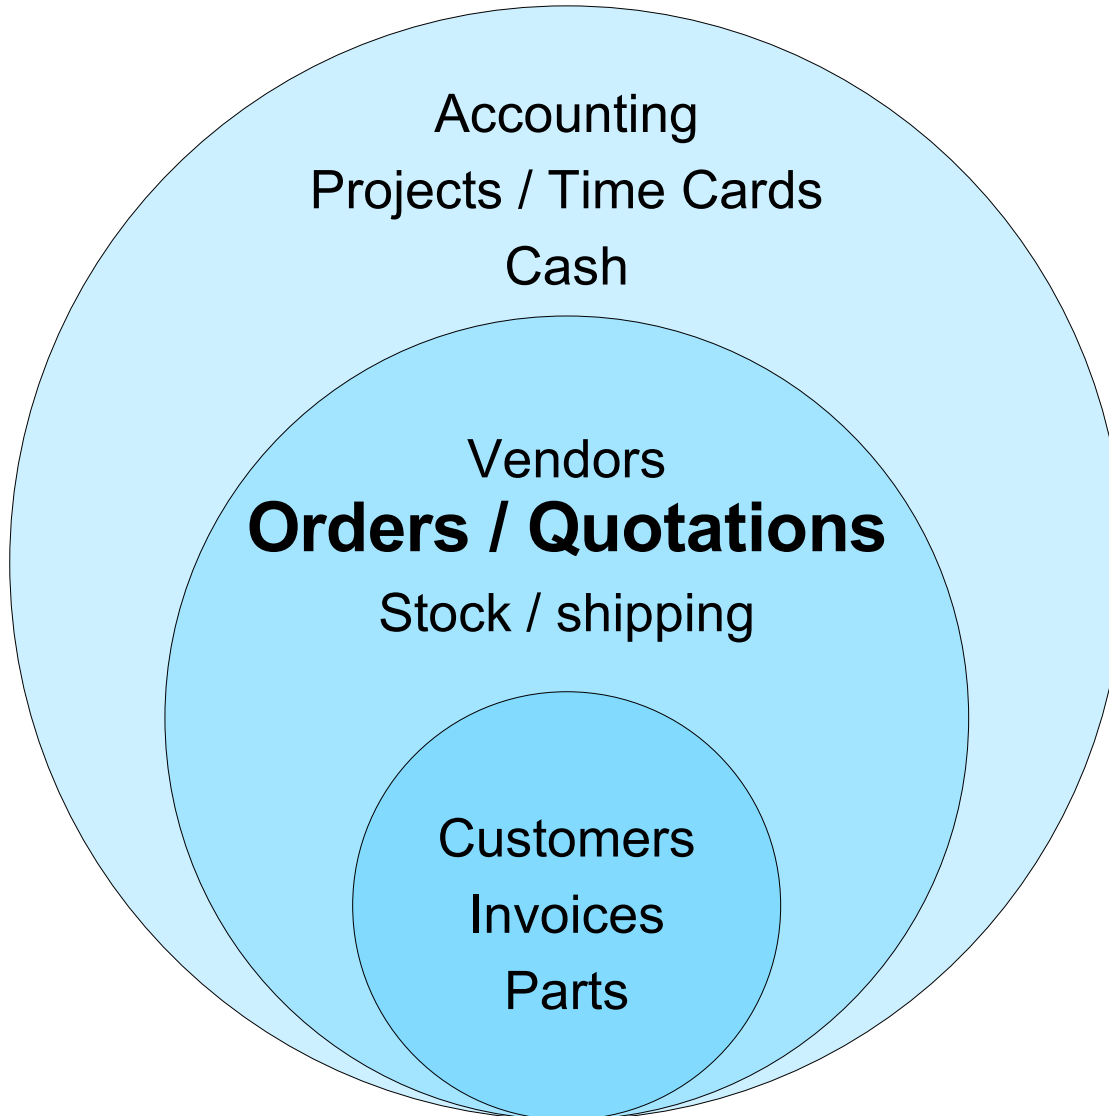 Accounting
Projects / Time Cards
Cash
Vendors
Orders / Quotations
Stock / shipping
Customers
Invoices
Parts